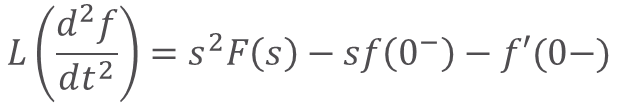 L(d²f/dt²) = s²F(s) − sf(0⁻) − f′(0−)